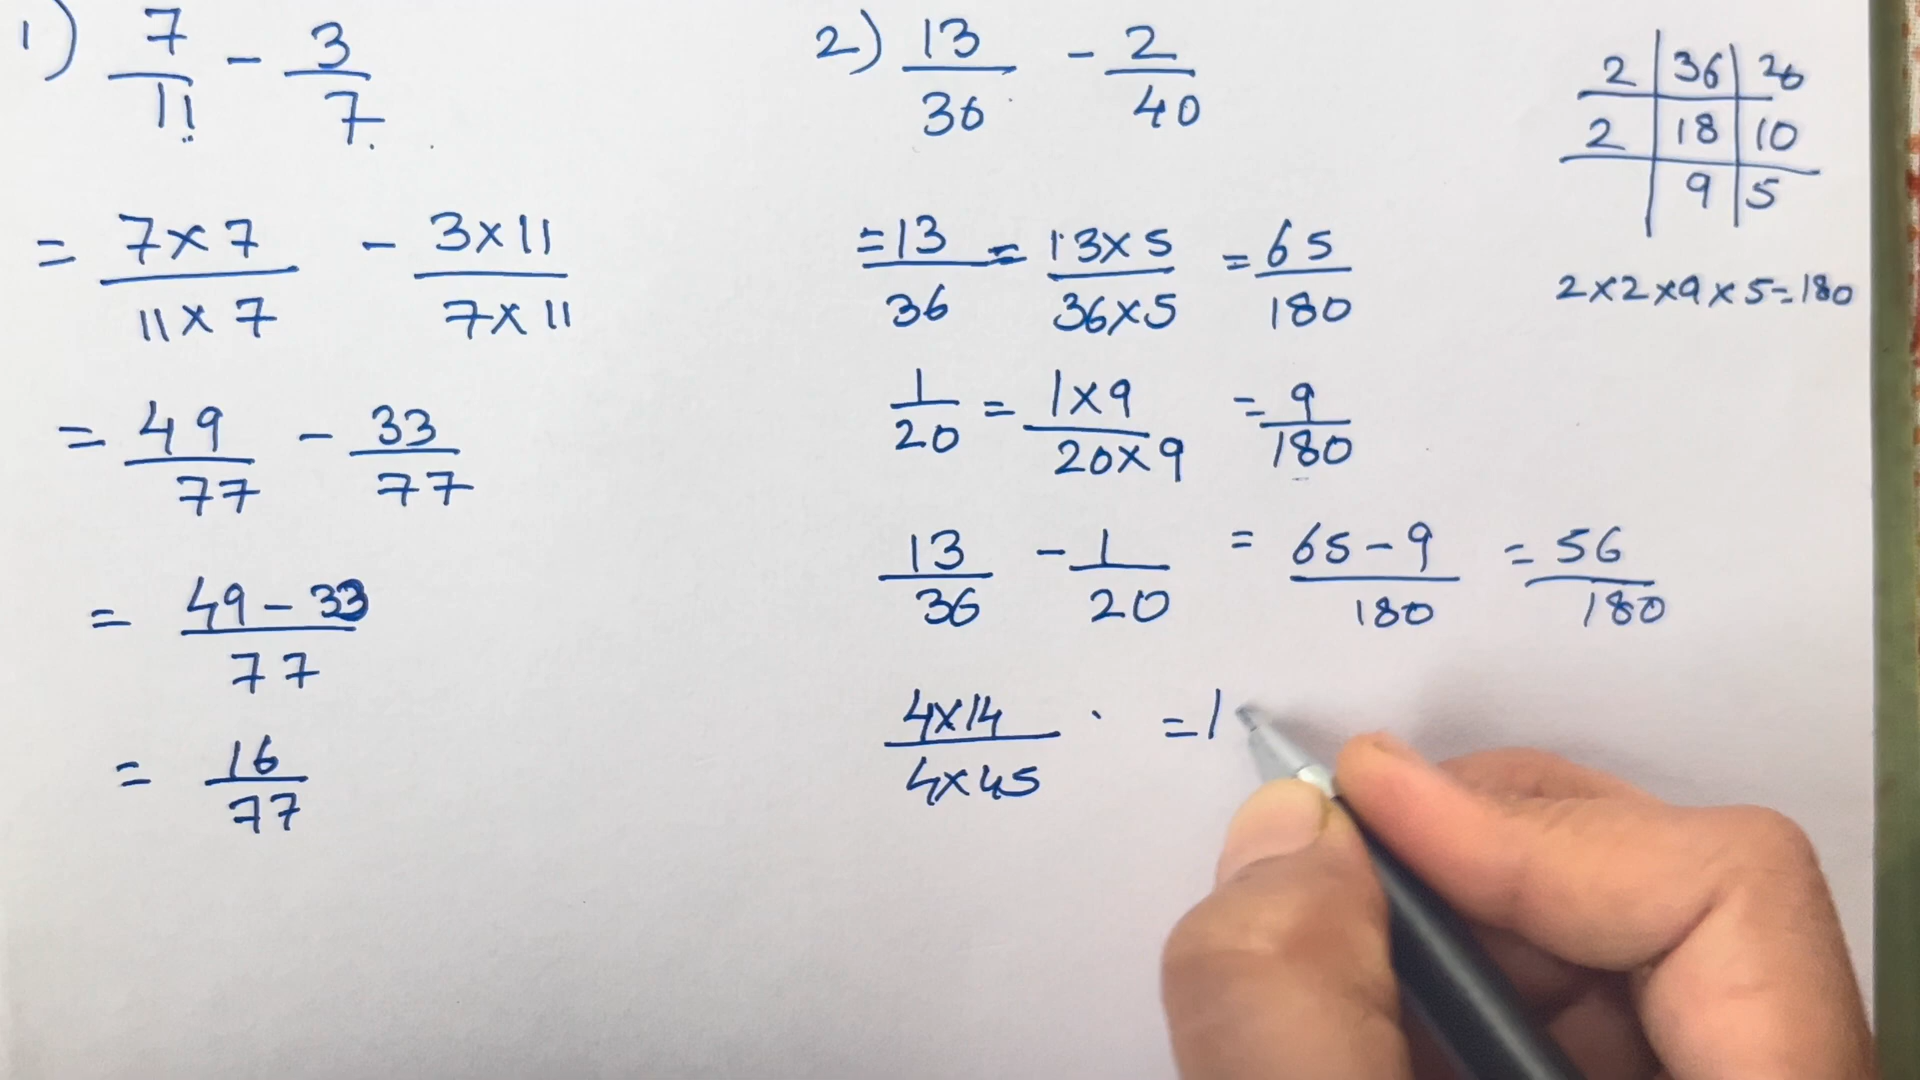 1) 7/11 - 3/7
= 7×7/11×7 - 3×11/7×11
= 49/77 - 33/77
= 49-33/77
= 16/77
2) 13/36 - 2/40
=13/36 = 13×5/36×5 =65/180
1/20 = 1×9/20×9 =9/180
13/36 - 1/20 = 65-9/180 =56/180
4×14/4×45 =1
2 36 20
2 18 10
9 5
2×2×9×5=180